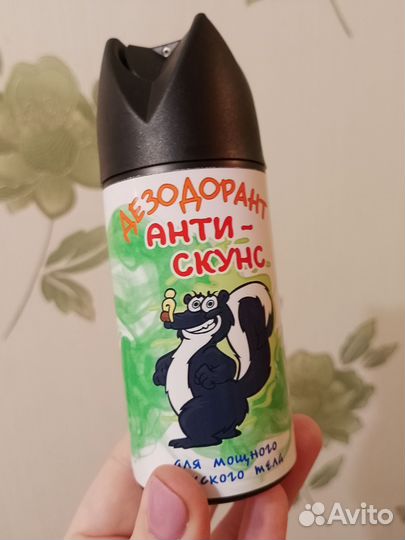 ДЕЗОДОРАНТ
АНТИ-
СКУНС
для мощного
тела
Avito